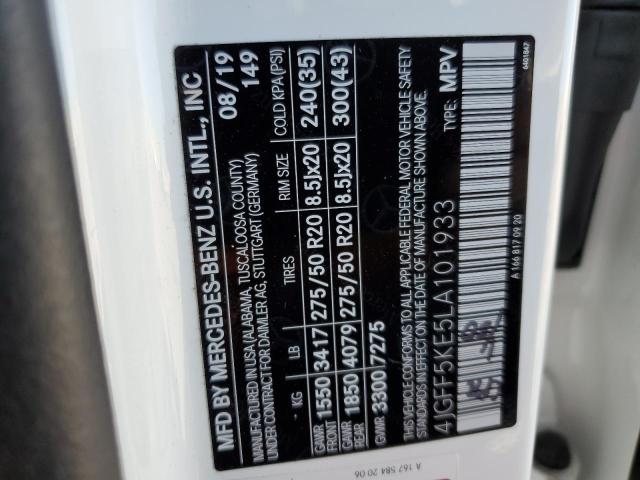 MFD BY MERCEDES-BENZ U.S. INTL., INC
08/19
MANUFACTURED IN USA (ALABAMA, TUSCALOOSA COUNTY)
149
UNDER CONTRACT FOR DAIMLER AG, STUTTGART (GERMANY)
KG LB TIRES RIM SIZE COLD KPA (PSI)
GAWR FRONT 1550 3417 275/50 R20 8.5Jx20 240(35)
GAWR REAR 1850 4079 275/50 R20 8.5Jx20 300(43)
GVWR 3300 7275
THIS VEHICLE CONFORMS TO ALL APPLICABLE FEDERAL MOTOR VEHICLE SAFETY
STANDARDS IN EFFECT ON THE DATE OF MANUFACTURE SHOWN ABOVE.
4JGFF5KE5LA101933 TYPE: MPV
A 166 817 09 20
6401847
A 167 584 20 06